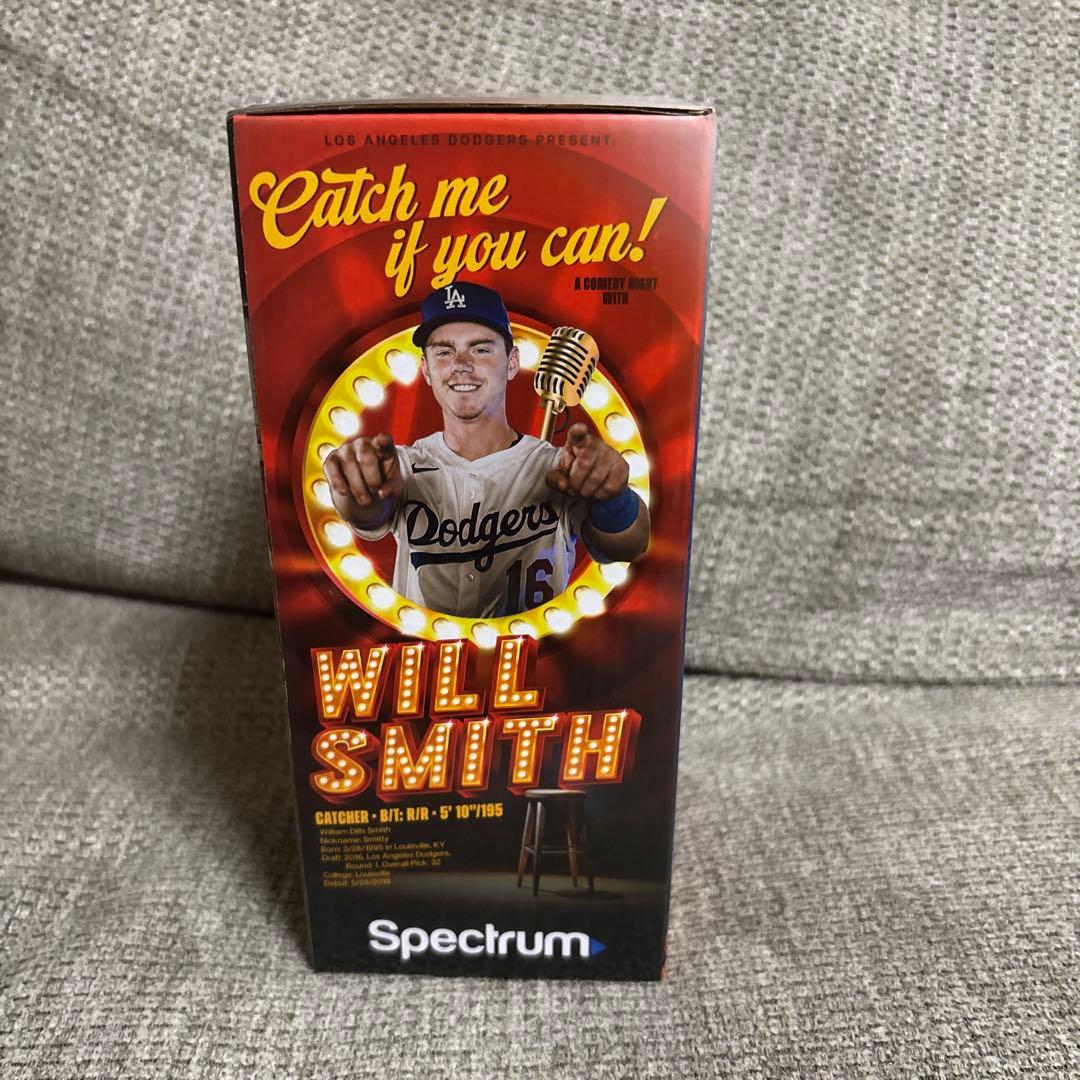 LOS ANGELES DODGERS PRESENT:
Catch me
if you can!
A COMEDY NIGHT
WITH
LA
Dodgers
16
WILL
SMITH
CATCHER • B/T: R/R • 5' 10"/195
William Dills Smith
Nickname: Smitty
Born: 3/28/1995 in Louisville, KY
Draft: 2016, Los Angeles Dodgers,
Round: 1, Overall Pick: 32
College: Louisville
Debut: 5/28/2019
Spectrum